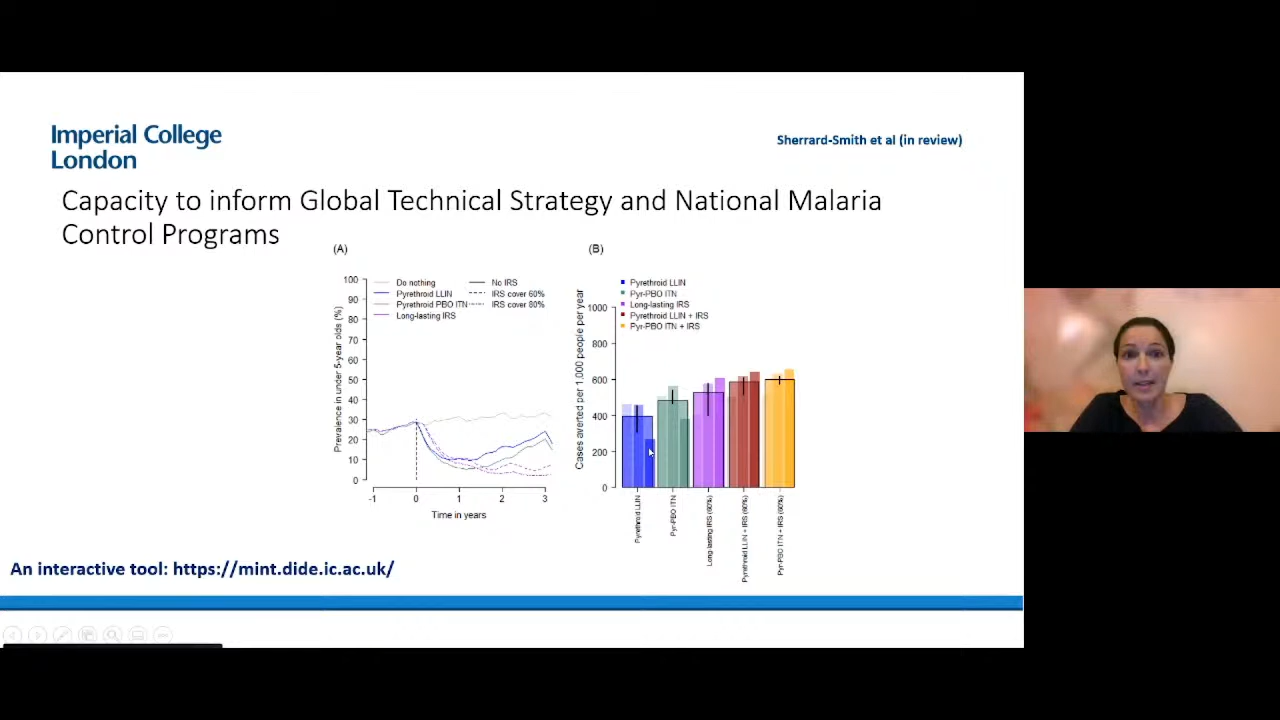 Imperial College
London
Sherrard-Smith et al (in review)
Capacity to inform Global Technical Strategy and National Malaria
Control Programs
(A)
(B)
Do nothing
Pyrethroid LLIN
Pyrethroid PBO ITN
Long-lasting IRS
No IRS
IRS cover 60%
IRS cover 80%
Prevalence in under 5-year olds (%)
100
90
80
70
60
50
40
30
20
10
0
-1
0
1
2
3
Time in years
Pyrethroid LLIN
Pyr-PBO ITN
Long-lasting IRS
Pyrethroid LLIN + IRS
Pyr-PBO ITN + IRS
Cases averted per 1,000 people per year
1000
800
600
400
200
0
Pyrethroid LLIN
Pyr-PBO ITN
Long-lasting IRS (60%)
Pyrethroid LLIN + IRS (60%)
Pyr-PBO ITN + IRS (60%)
An interactive tool: https://mint.dide.ic.ac.uk/